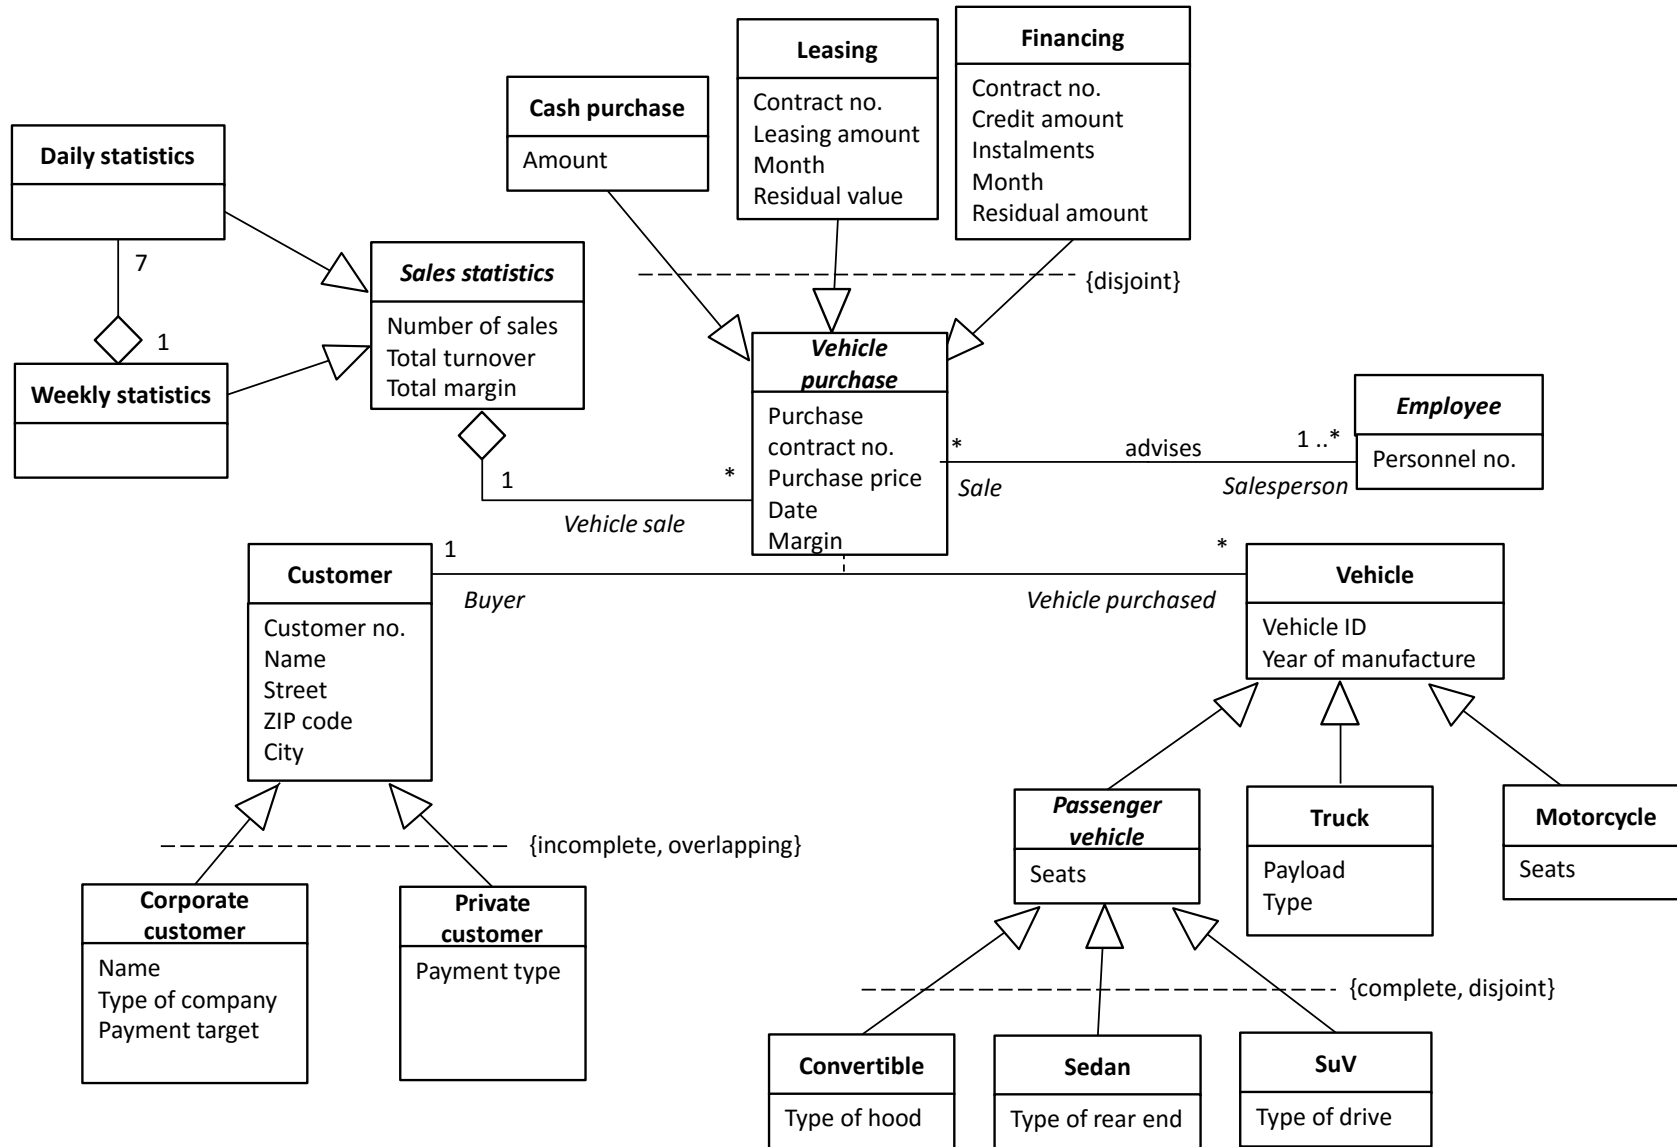 Leasing
Contract no.
Leasing amount
Month
Residual value
Financing
Contract no.
Credit amount
Instalments
Month
Residual amount
Cash purchase
Amount
Daily statistics
7
1
Weekly statistics
Sales statistics
Number of sales
Total turnover
Total margin
{disjoint}
Vehicle
purchase
Purchase
contract no.
Purchase price
Date
Margin
Employee
Personnel no.
*
advises
1 ..*
Sale
Salesperson
1
*
Vehicle sale
Customer
Customer no.
Name
Street
ZIP code
City
1
*
Buyer
Vehicle purchased
Vehicle
Vehicle ID
Year of manufacture
{incomplete, overlapping}
Corporate
customer
Name
Type of company
Payment target
Private
customer
Payment type
Passenger
vehicle
Seats
Truck
Payload
Type
Motorcycle
Seats
{complete, disjoint}
Convertible
Type of hood
Sedan
Type of rear end
SuV
Type of drive